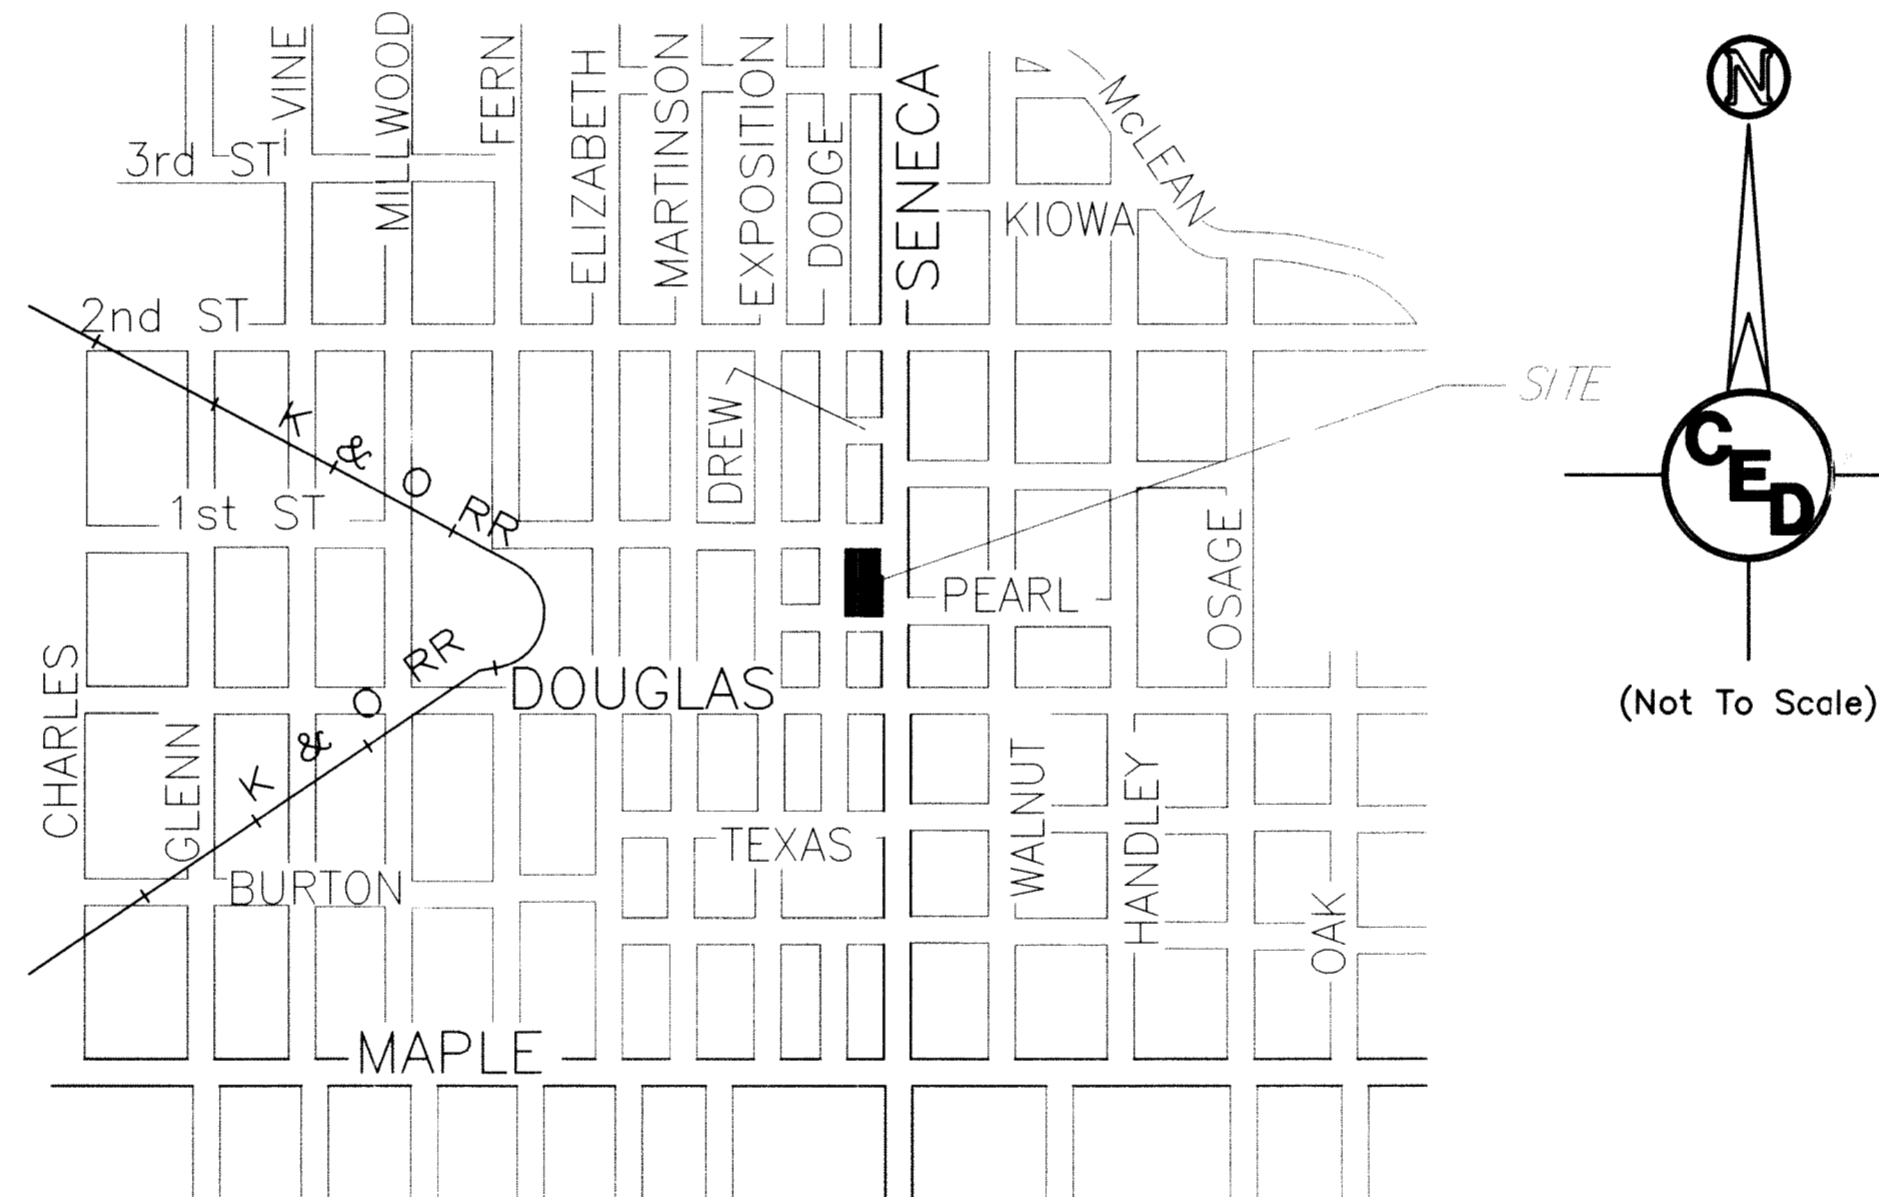 VINE
MILLWOOD
FERN
ELIZABETH
MARTINSON
EXPOSITION
DODGE
SENECA
McLEAN
N
3rd ST
KIOWA
2nd ST
SITE
K & O RR
DREW
1st ST
CED
OSAGE
PEARL
K & O RR
DOUGLAS
(Not To Scale)
CHARLES
GLENN
WALNUT
HANDLEY
TEXAS
BURTON
OAK
MAPLE